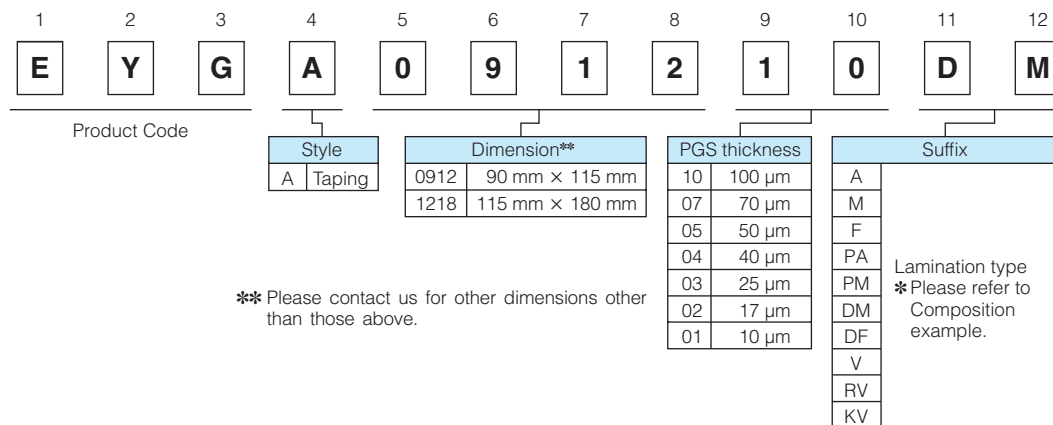 1 2 3 4 5 6 7 8 9 10 11 12
E Y G A 0 9 1 2 1 0 D M
Product Code
Style
A Taping
Dimension**
0912 90 mm × 115 mm
1218 115 mm × 180 mm
** Please contact us for other dimensions other
than those above.
PGS thickness
10 100 µm
07 70 µm
05 50 µm
04 40 µm
03 25 µm
02 17 µm
01 10 µm
Suffix
A
M
F
PA
PM
DM
DF
V
RV
KV
Lamination type
* Please refer to
Composition
example.